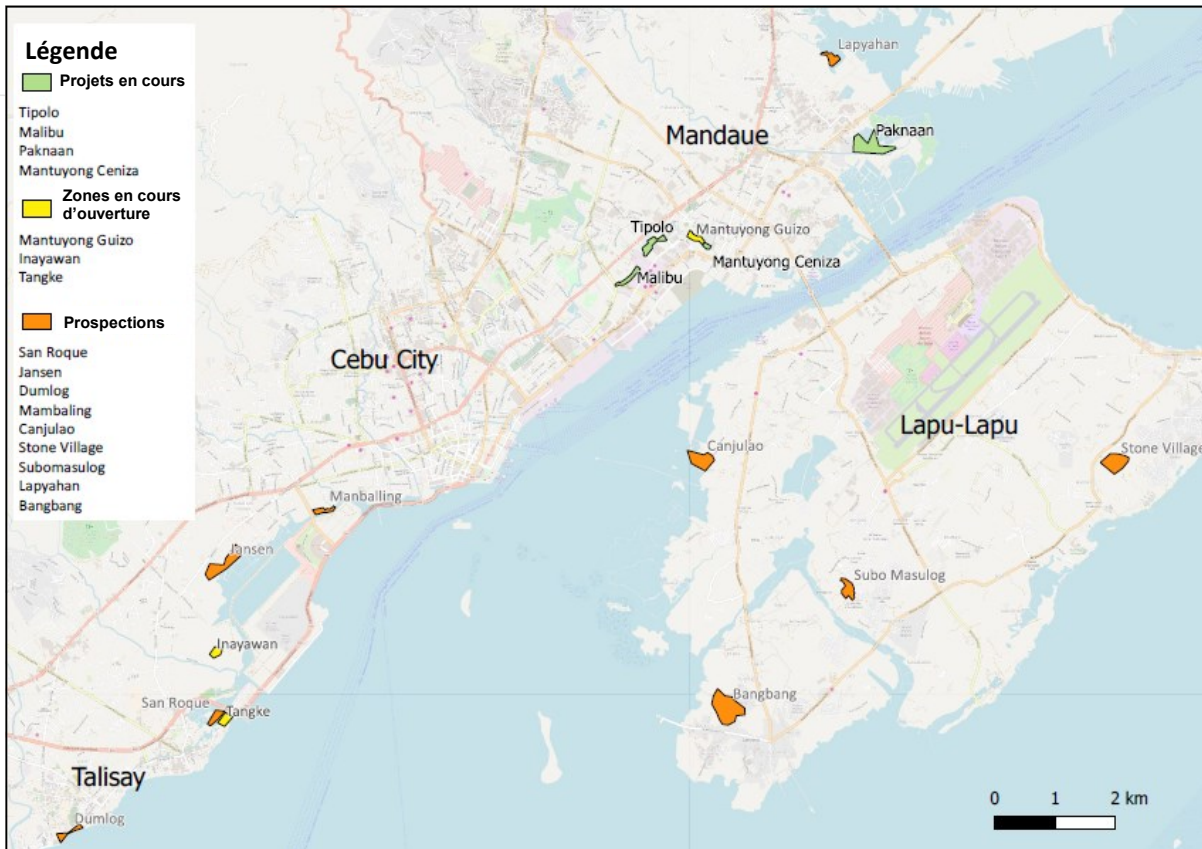 Légende
Projets en cours
Tipolo
Malibu
Paknaan
Mantuyong Ceniza
Zones en cours
d'ouverture
Mantuyong Guizo
Inayawan
Tangke
Prospections
San Roque
Jansen
Dumlog
Mambaling
Canjulao
Stone Village
Subomasulog
Lapyahan
Bangbang
Lapyahan
Mandaue
Paknaan
Tipolo
Mantuyong Guizo
Mantuyong Ceniza
Malibu
Cebu City
Lapu-Lapu
Canjulao
Stone Village
Manballing
Jansen
Subo Masulog
Inayawan
San Roque
Tangke
Bangbang
Talisay
Dumlog
0 1 2 km